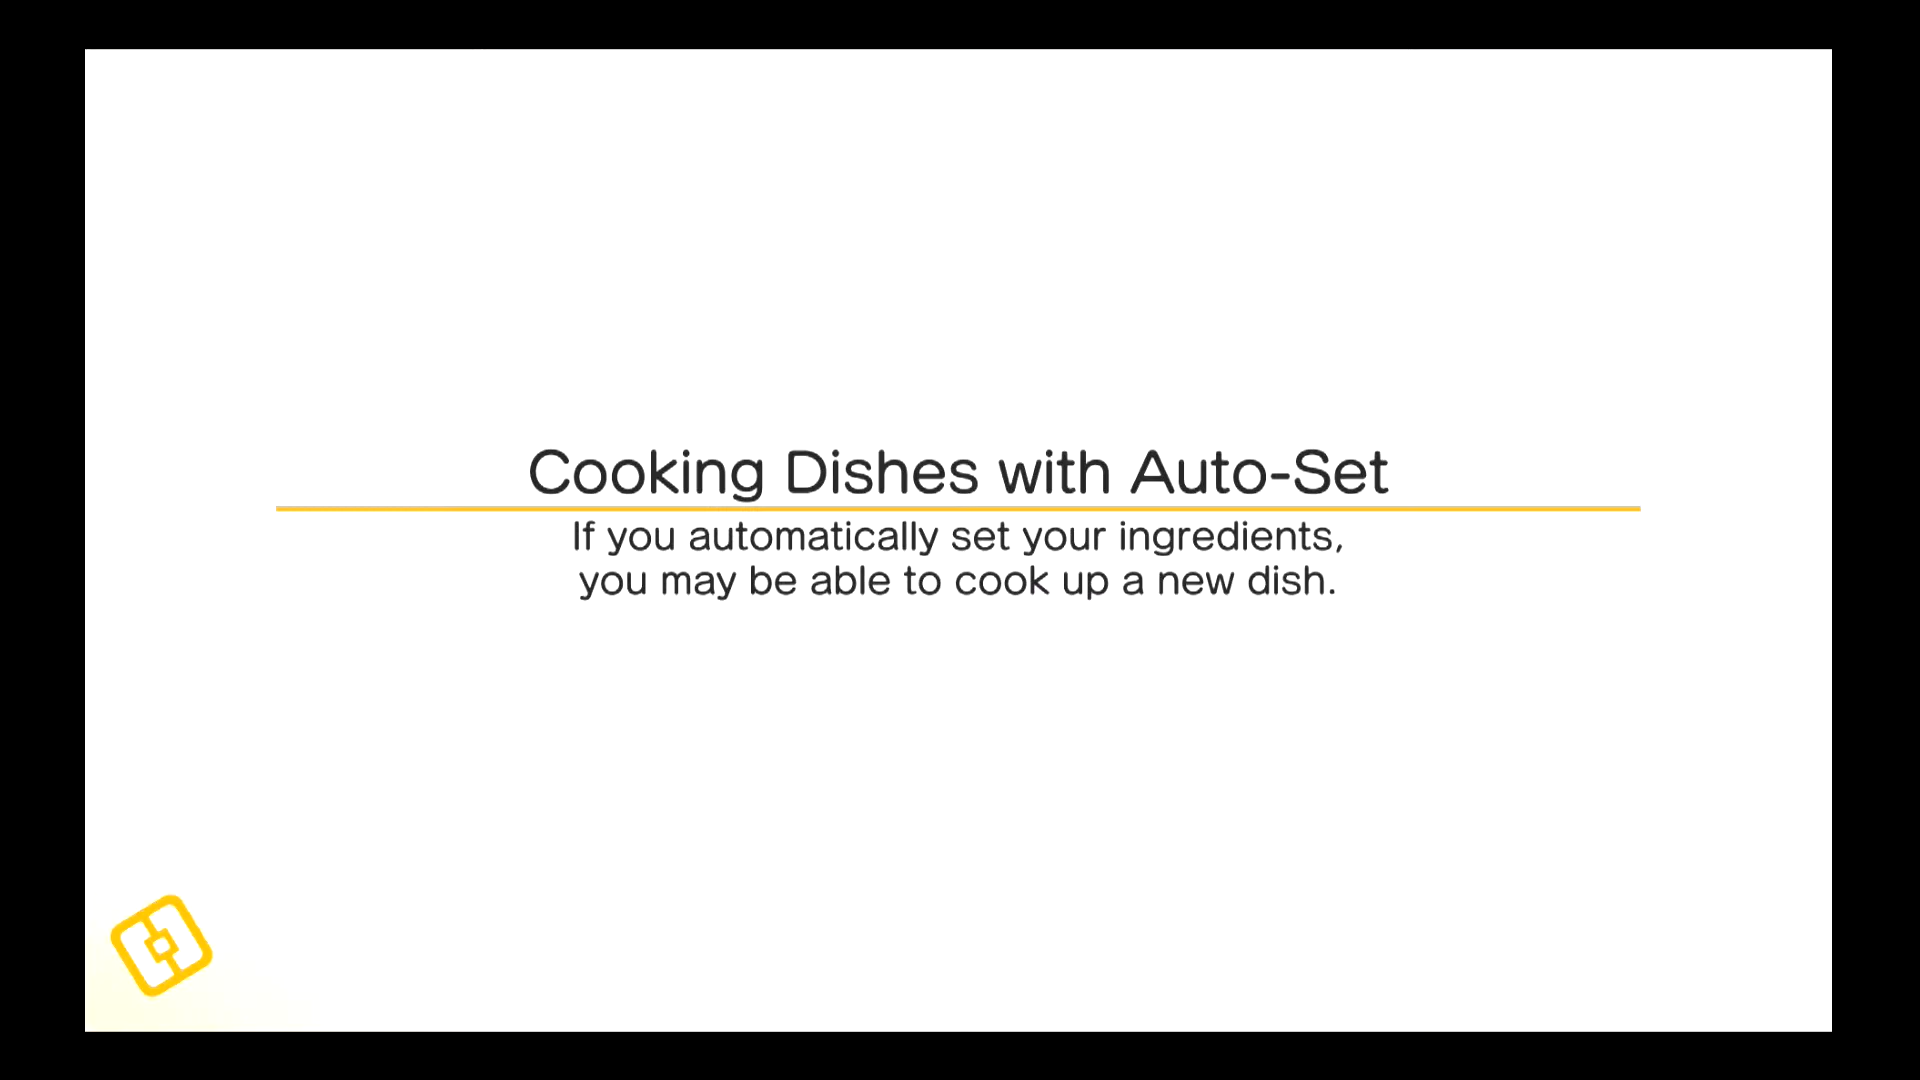 Cooking Dishes with Auto-Set
If you automatically set your ingredients,
you may be able to cook up a new dish.